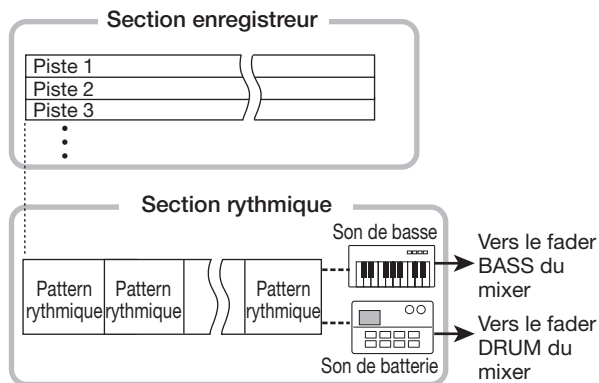 Section enregistreur
Piste 1
Piste 2
Piste 3
Section rythmique
Son de basse
Vers le fader
BASS du
mixer
Pattern
rythmique
Pattern
rythmique
Pattern
rythmique
Vers le fader
DRUM du
mixer
Son de batterie